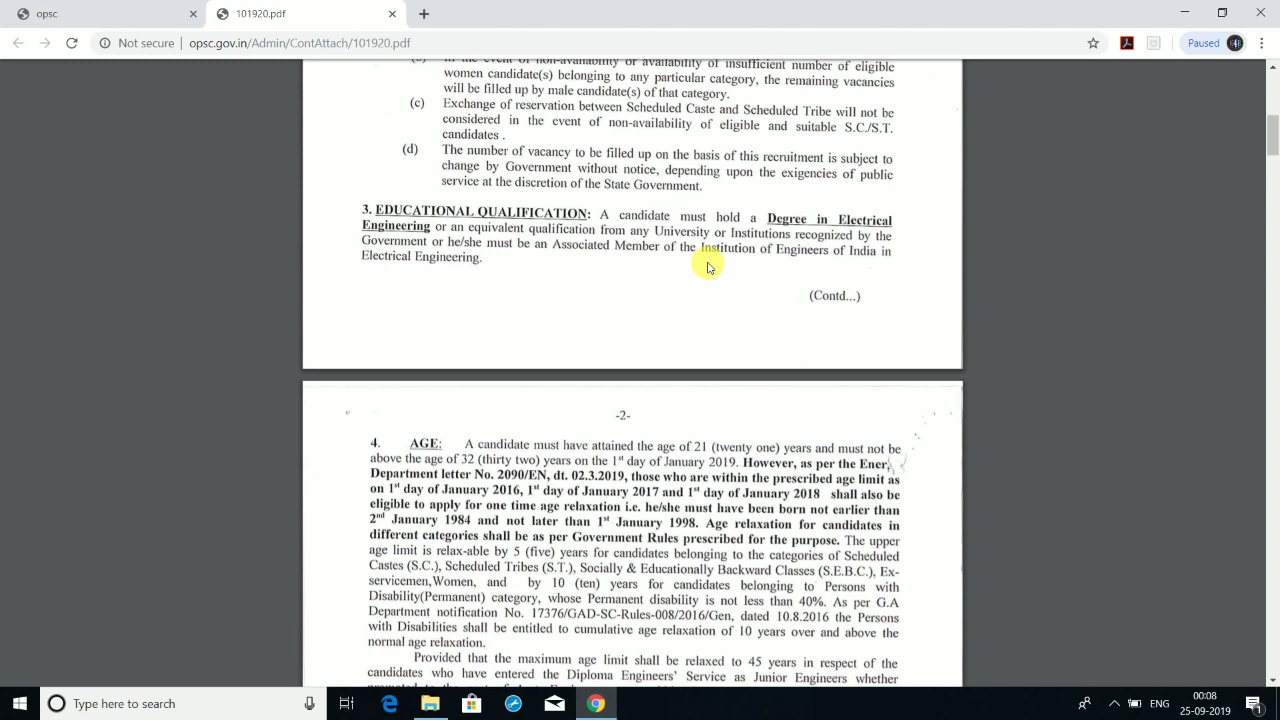 opsc
101920.pdf
Not secure | opsc.gov.in/Admin/ContAttach/101920.pdf
Paused
(b) In the event of non-availability or availability of insufficient number of eligible
women candidate(s) belonging to any particular category, the remaining vacancies
will be filled up by male candidate(s) of that category.
(c) Exchange of reservation between Scheduled Caste and Scheduled Tribe will not be
considered in the event of non-availability of eligible and suitable S.C./S.T.
candidates .
(d) The number of vacancy to be filled up on the basis of this recruitment is subject to
change by Government without notice, depending upon the exigencies of public
service at the discretion of the State Government.
3. EDUCATIONAL QUALIFICATION: A candidate must hold a Degree in Electrical
Engineering or an equivalent qualification from any University or Institutions recognized by the
Government or he/she must be an Associated Member of the Institution of Engineers of India in
Electrical Engineering.
(Contd...)
-2-
4. AGE: A candidate must have attained the age of 21 (twenty one) years and must not be
above the age of 32 (thirty two) years on the 1st day of January 2019. However, as per the Ener
Department letter No. 2090/EN, dt. 02.3.2019, those who are within the prescribed age limit as
on 1st day of January 2016, 1st day of January 2017 and 1st day of January 2018 shall also be
eligible to apply for one time age relaxation i.e. he/she must have been born not earlier than
2nd January 1984 and not later than 1st January 1998. Age relaxation for candidates in
different categories shall be as per Government Rules prescribed for the purpose. The upper
age limit is relax-able by 5 (five) years for candidates belonging to the categories of Scheduled
Castes (S.C.), Scheduled Tribes (S.T.), Socially & Educationally Backward Classes (S.E.B.C.), Ex-
servicemen,Women, and by 10 (ten) years for candidates belonging to Persons with
Disability(Permanent) category, whose Permanent disability is not less than 40%. As per G.A
Department notification No. 17376/GAD-SC-Rules-008/2016/Gen, dated 10.8.2016 the Persons
with Disabilities shall be entitled to cumulative age relaxation of 10 years over and above the
normal age relaxation.
Provided that the maximum age limit shall be relaxed to 45 years in respect of the
candidates who have entered the Diploma Engineers' Service as Junior Engineers whether
Type here to search
ENG
00:08
25-09-2019